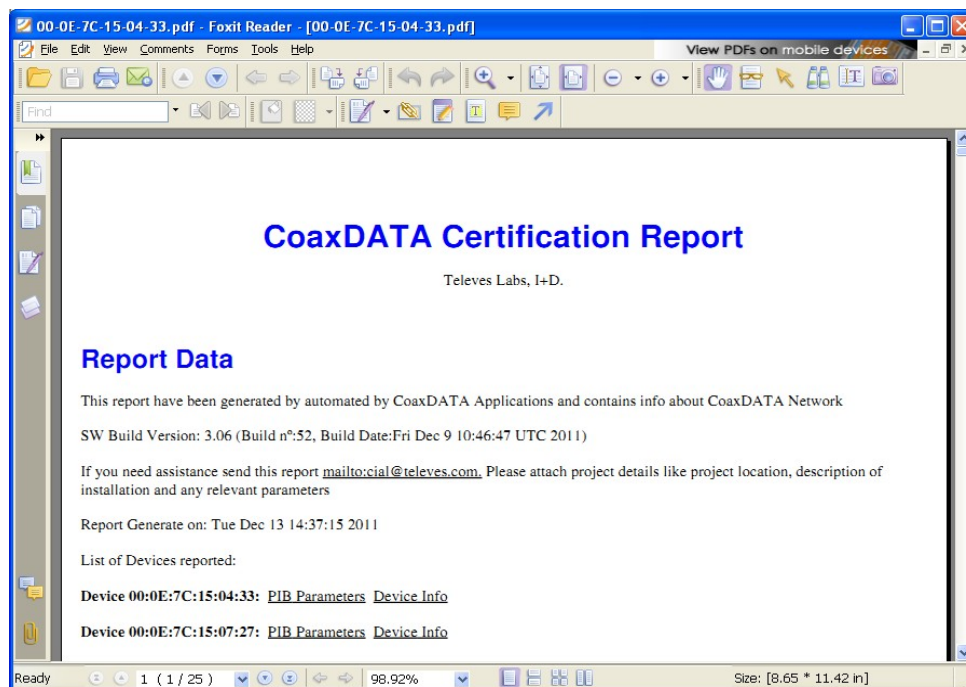 00-0E-7C-15-04-33.pdf - Foxit Reader - [00-0E-7C-15-04-33.pdf]
File Edit View Comments Forms Tools Help
View PDFs on mobile devices
Find
CoaxDATA Certification Report
Televes Labs, I+D.
Report Data
This report have been generated by automated by CoaxDATA Applications and contains info about CoaxDATA Network
SW Build Version: 3.06 (Build nº:52, Build Date:Fri Dec 9 10:46:47 UTC 2011)
If you need assistance send this report mailto:cial@televes.com. Please attach project details like project location, description of
installation and any relevant parameters
Report Generate on: Tue Dec 13 14:37:15 2011
List of Devices reported:
Device 00:0E:7C:15:04:33: PIB Parameters Device Info
Device 00:0E:7C:15:07:27: PIB Parameters Device Info
Ready 1 ( 1 / 25 ) 98.92% Size: [8.65 * 11.42 in]